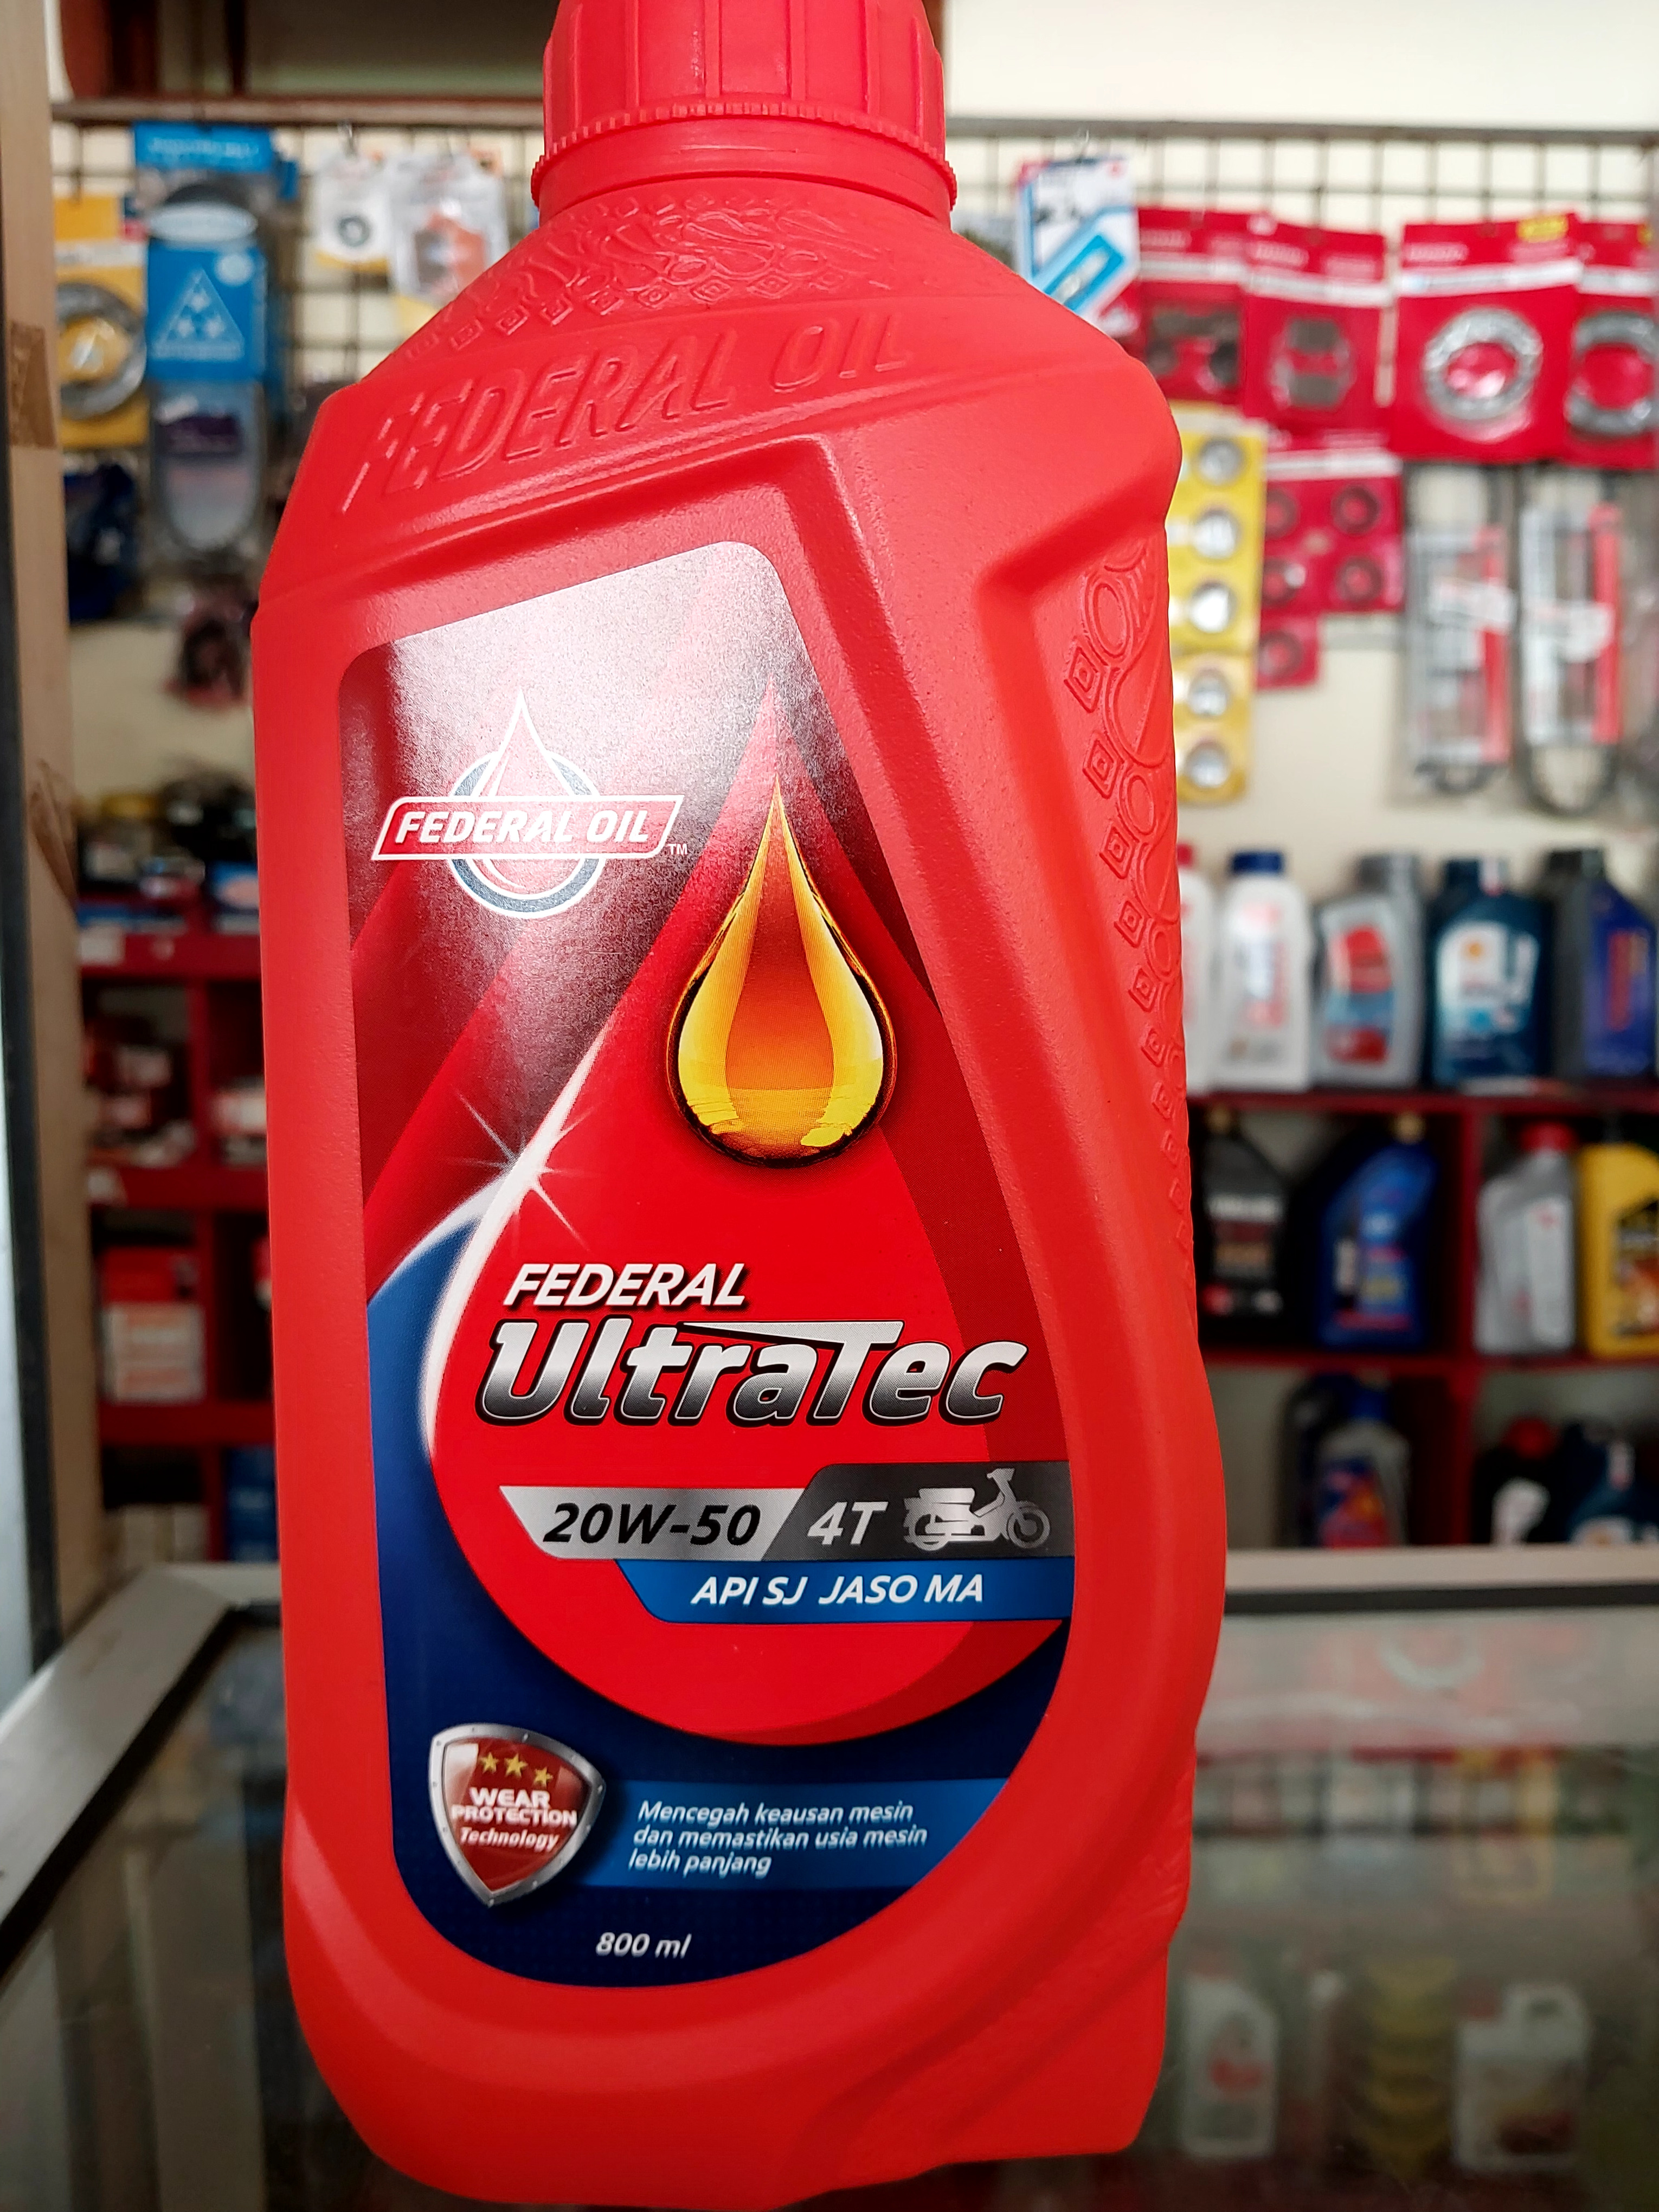 FEDERAL OIL
FEDERAL OIL™
FEDERAL
UltraTec
20W-50 4T
API SJ JASO MA
WEAR
PROTECTION
Technology
Mencegah keausan mesin
dan memastikan usia mesin
lebih panjang
800 ml